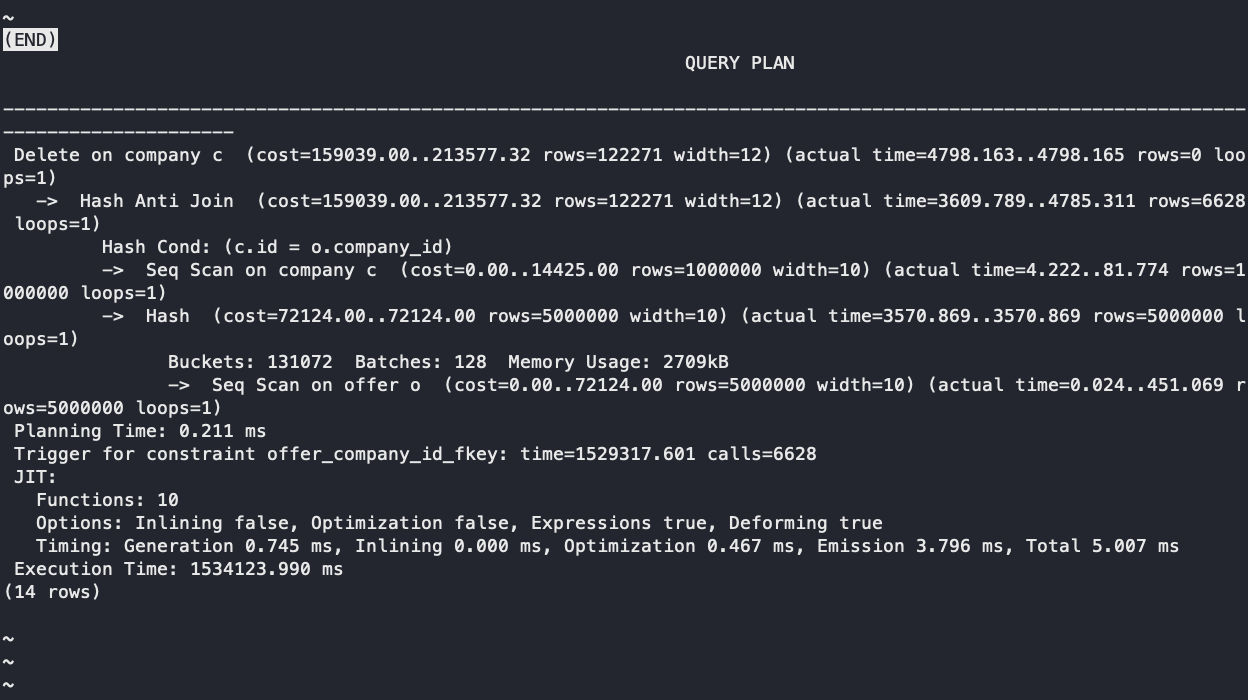 ~
(END)
QUERY PLAN
-----------------------------------------------------------------------------------------------------------------
---------------------
Delete on company c  (cost=159039.00..213577.32 rows=122271 width=12) (actual time=4798.163..4798.165 rows=0 loo
ps=1)
  ->  Hash Anti Join  (cost=159039.00..213577.32 rows=122271 width=12) (actual time=3609.789..4785.311 rows=6628
 loops=1)
        Hash Cond: (c.id = o.company_id)
        ->  Seq Scan on company c  (cost=0.00..14425.00 rows=1000000 width=10) (actual time=4.222..81.774 rows=1
000000 loops=1)
        ->  Hash  (cost=72124.00..72124.00 rows=5000000 width=10) (actual time=3570.869..3570.869 rows=5000000 l
oops=1)
              Buckets: 131072  Batches: 128  Memory Usage: 2709kB
              ->  Seq Scan on offer o  (cost=0.00..72124.00 rows=5000000 width=10) (actual time=0.024..451.069 r
ows=5000000 loops=1)
Planning Time: 0.211 ms
Trigger for constraint offer_company_id_fkey: time=1529317.601 calls=6628
JIT:
  Functions: 10
  Options: Inlining false, Optimization false, Expressions true, Deforming true
  Timing: Generation 0.745 ms, Inlining 0.000 ms, Optimization 0.467 ms, Emission 3.796 ms, Total 5.007 ms
Execution Time: 1534123.990 ms
(14 rows)
~
~
~